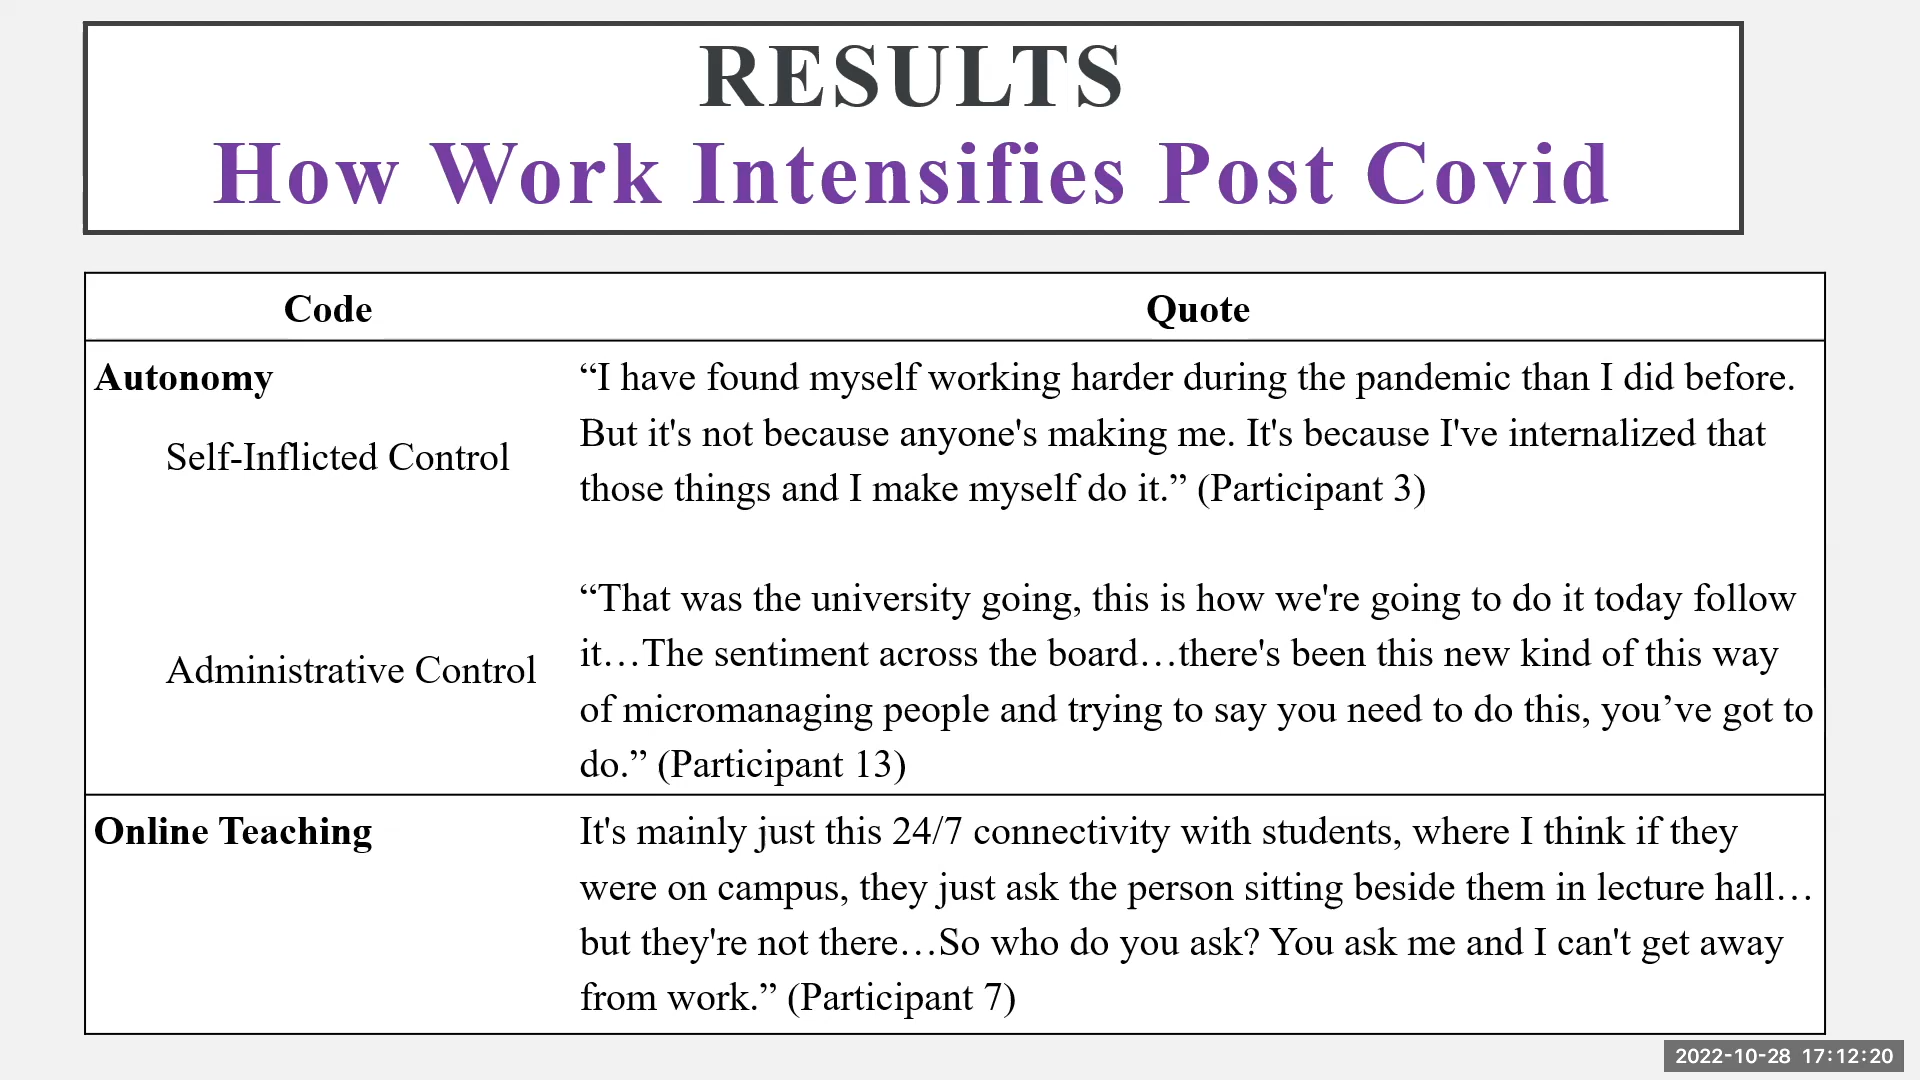 RESULTS
How Work Intensifies Post Covid
Code
Quote
Autonomy
Self-Inflicted Control
“I have found myself working harder during the pandemic than I did before.
But it's not because anyone's making me. It's because I've internalized that
those things and I make myself do it.” (Participant 3)
Administrative Control
“That was the university going, this is how we're going to do it today follow
it…The sentiment across the board…there's been this new kind of this way
of micromanaging people and trying to say you need to do this, you’ve got to
do.” (Participant 13)
Online Teaching
It's mainly just this 24/7 connectivity with students, where I think if they
were on campus, they just ask the person sitting beside them in lecture hall…
but they're not there…So who do you ask? You ask me and I can't get away
from work.” (Participant 7)
2022-10-28 17:12:20